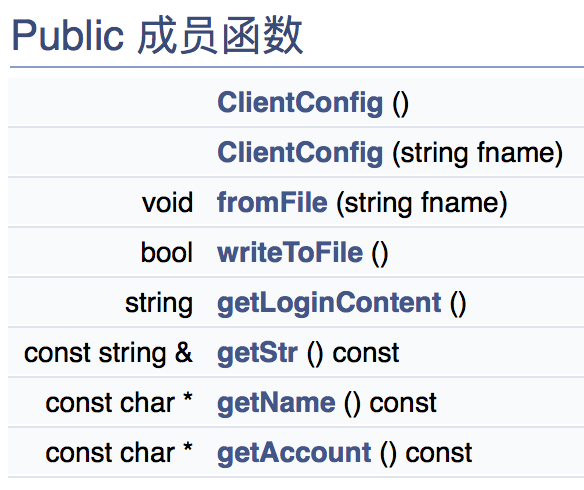 Public 成员函数
ClientConfig ()
ClientConfig (string fname)
void fromFile (string fname)
bool writeToFile ()
string getLoginContent ()
const string & getStr () const
const char * getName () const
const char * getAccount () const